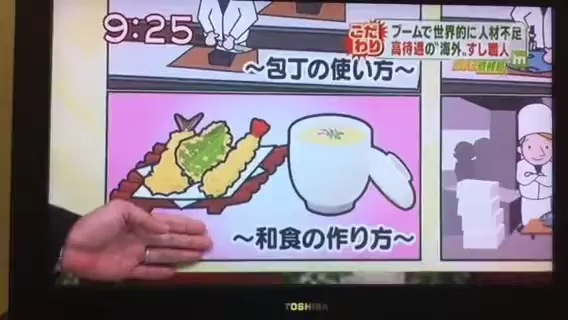 9:25
こだ
わり
ブームで世界的に人材不足
高待遇の"海外"すし職人
～包丁の使い方～
～和食の作り方～
TOSHIBA